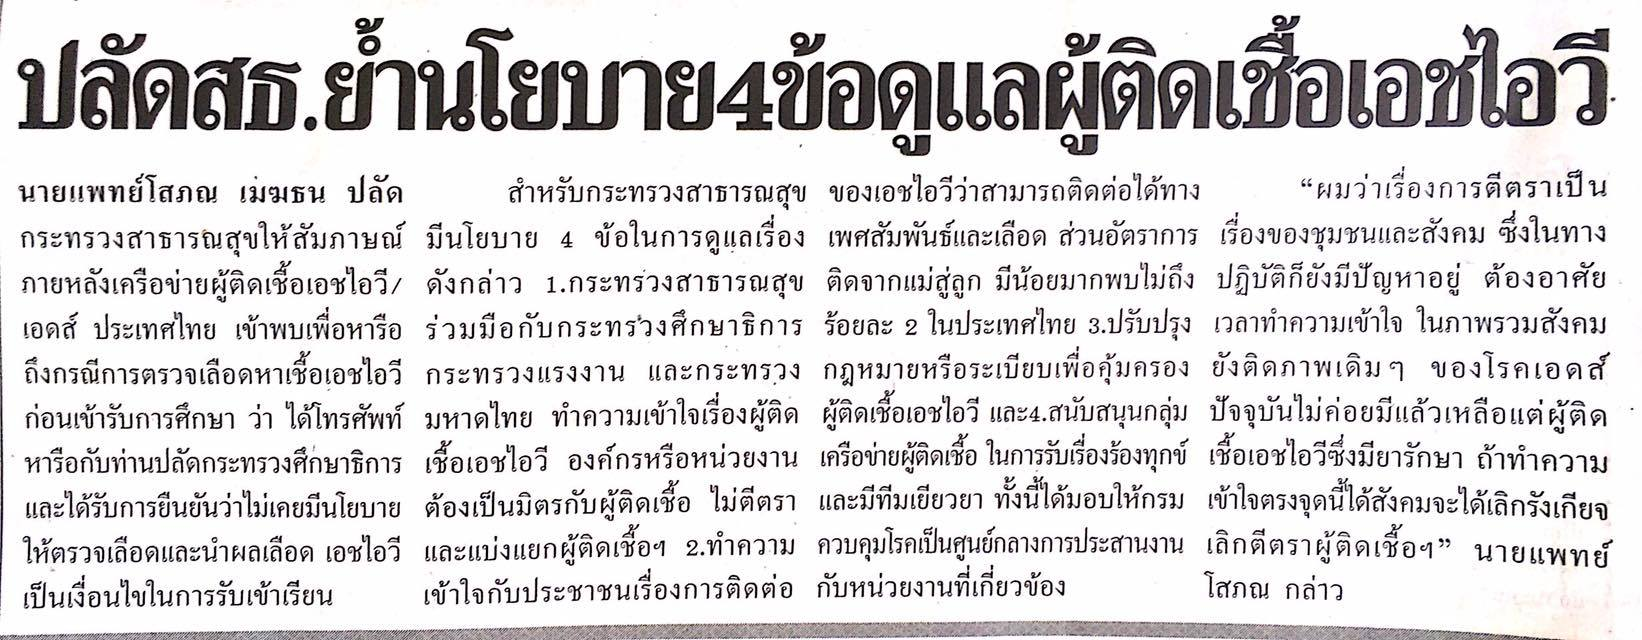 ปลัดสธ.ย้ำนโยบาย4ข้อดูแลผู้ติดเชื้อเอชไอวี
นายแพทย์โสภณ เมฆธน ปลัด
กระทรวงสาธารณสุขให้สัมภาษณ์
ภายหลังเครือข่ายผู้ติดเชื้อเอชไอวี/
เอดส์ ประเทศไทย เข้าพบเพื่อหารือ
ถึงกรณีการตรวจเลือดหาเชื้อเอชไอวี
ก่อนเข้ารับการศึกษา ว่า ได้โทรศัพท์
หารือกับท่านปลัดกระทรวงศึกษาธิการ
และได้รับการยืนยันว่าไม่เคยมีนโยบาย
ให้ตรวจเลือดและนำผลเลือด เอชไอวี
เป็นเงื่อนไขในการรับเข้าเรียน
สำหรับกระทรวงสาธารณสุข
มีนโยบาย 4 ข้อในการดูแลเรื่อง
ดังกล่าว 1.กระทรวงสาธารณสุข
ร่วมมือกับกระทรวงศึกษาธิการ
กระทรวงแรงงาน และกระทรวง
มหาดไทย ทำความเข้าใจเรื่องผู้ติด
เชื้อเอชไอวี องค์กรหรือหน่วยงาน
ต้องเป็นมิตรกับผู้ติดเชื้อ ไม่ตีตรา
และแบ่งแยกผู้ติดเชื้อฯ 2.ทำความ
เข้าใจกับประชาชนเรื่องการติดต่อ
ของเอชไอวีว่าสามารถติดต่อได้ทาง
เพศสัมพันธ์และเลือด ส่วนอัตราการ
ติดจากแม่สู่ลูก มีน้อยมากพบไม่ถึง
ร้อยละ 2 ในประเทศไทย 3.ปรับปรุง
กฎหมายหรือระเบียบเพื่อคุ้มครอง
ผู้ติดเชื้อเอชไอวี และ4.สนับสนุนกลุ่ม
เครือข่ายผู้ติดเชื้อ ในการรับเรื่องร้องทุกข์
และมีทีมเยียวยา ทั้งนี้ได้มอบให้กรม
ควบคุมโรคเป็นศูนย์กลางการประสานงาน
กับหน่วยงานที่เกี่ยวข้อง
“ผมว่าเรื่องการตีตราเป็น
เรื่องของชุมชนและสังคม ซึ่งในทาง
ปฏิบัติก็ยังมีปัญหาอยู่ ต้องอาศัย
เวลาทำความเข้าใจ ในภาพรวมสังคม
ยังติดภาพเดิมๆ ของโรคเอดส์
ปัจจุบันไม่ค่อยมีแล้วเหลือแต่ผู้ติด
เชื้อเอชไอวีซึ่งมียารักษา ถ้าทำความ
เข้าใจตรงจุดนี้ได้สังคมจะได้เลิกรังเกียจ
เลิกตีตราผู้ติดเชื้อฯ” นายแพทย์
โสภณ กล่าว